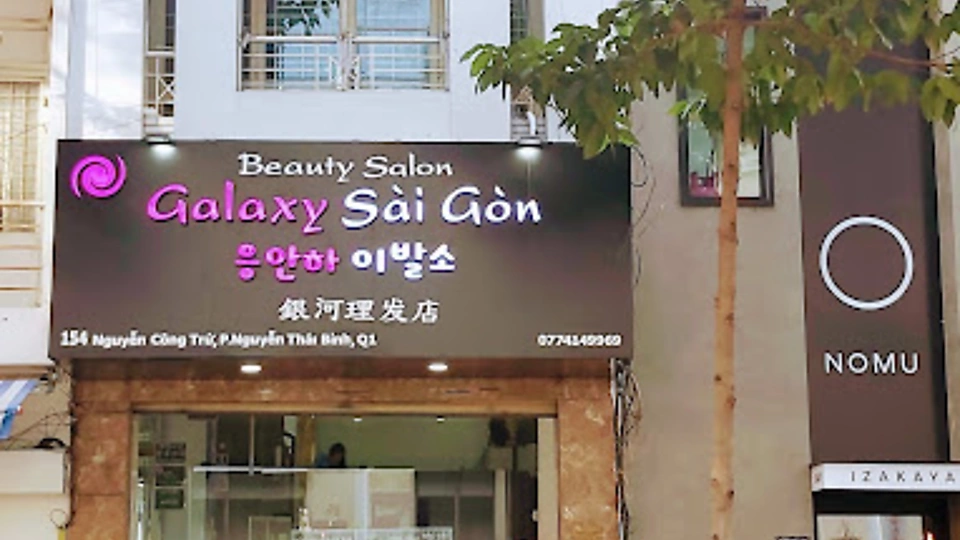 Beauty Salon
Galaxy Sài Gòn
응안하 이발소
銀河理发店
154 Nguyễn Công Trứ, P.Nguyễn Thái Bình, Q1
0774149969
NOMU
IZAKAYA